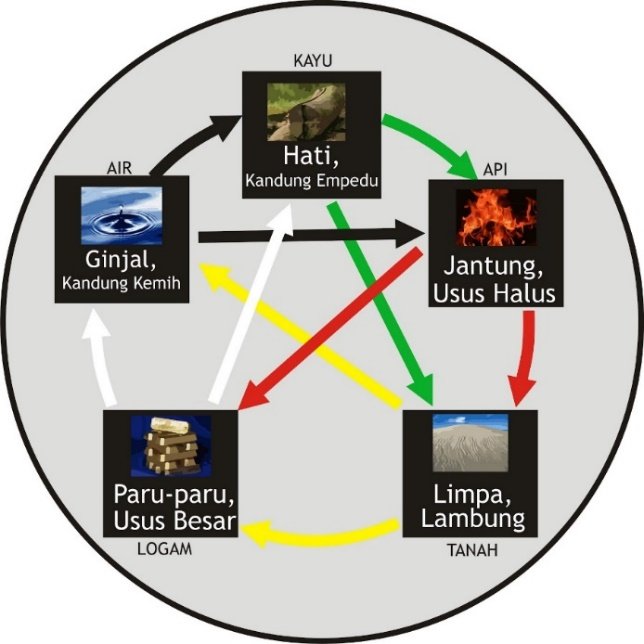 KAYU
Hati,
Kandung Empedu
AIR
Ginjal,
Kandung Kemih
API
Jantung,
Usus Halus
Paru-paru,
Usus Besar
LOGAM
Limpa,
Lambung
TANAH